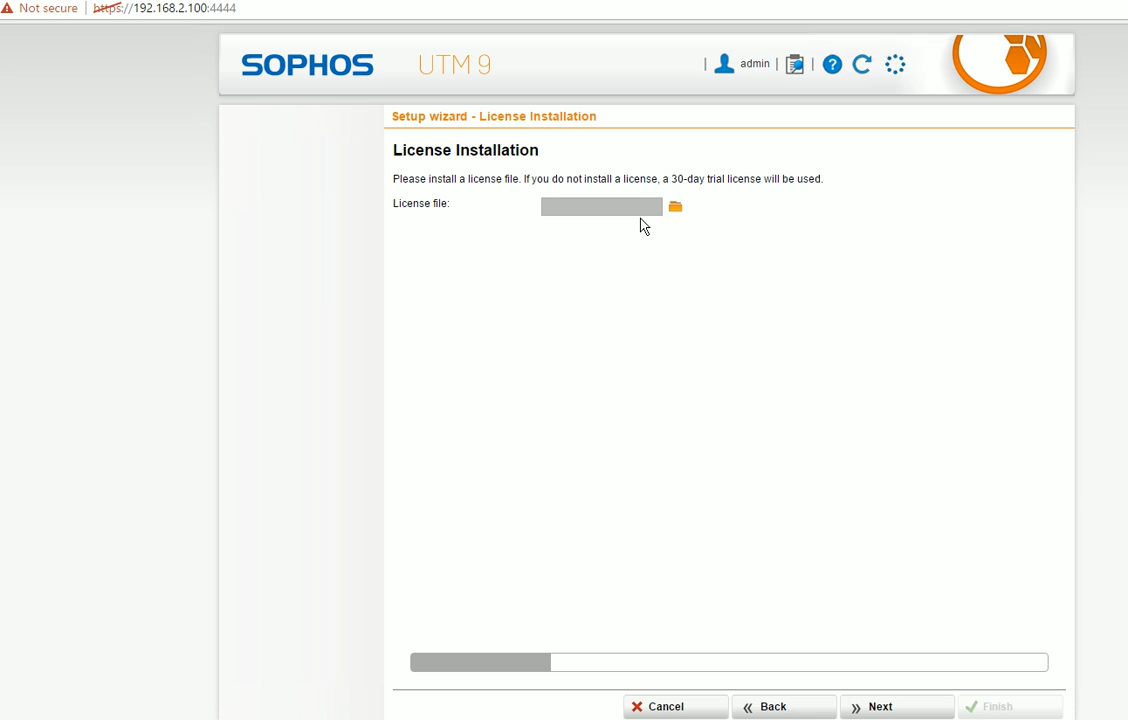 Not secure | https://192.168.2.100:4444
SOPHOS UTM 9 | admin | | ?
Setup wizard - License Installation
License Installation
Please install a license file. If you do not install a license, a 30-day trial license will be used.
License file:
Cancel Back Next Finish